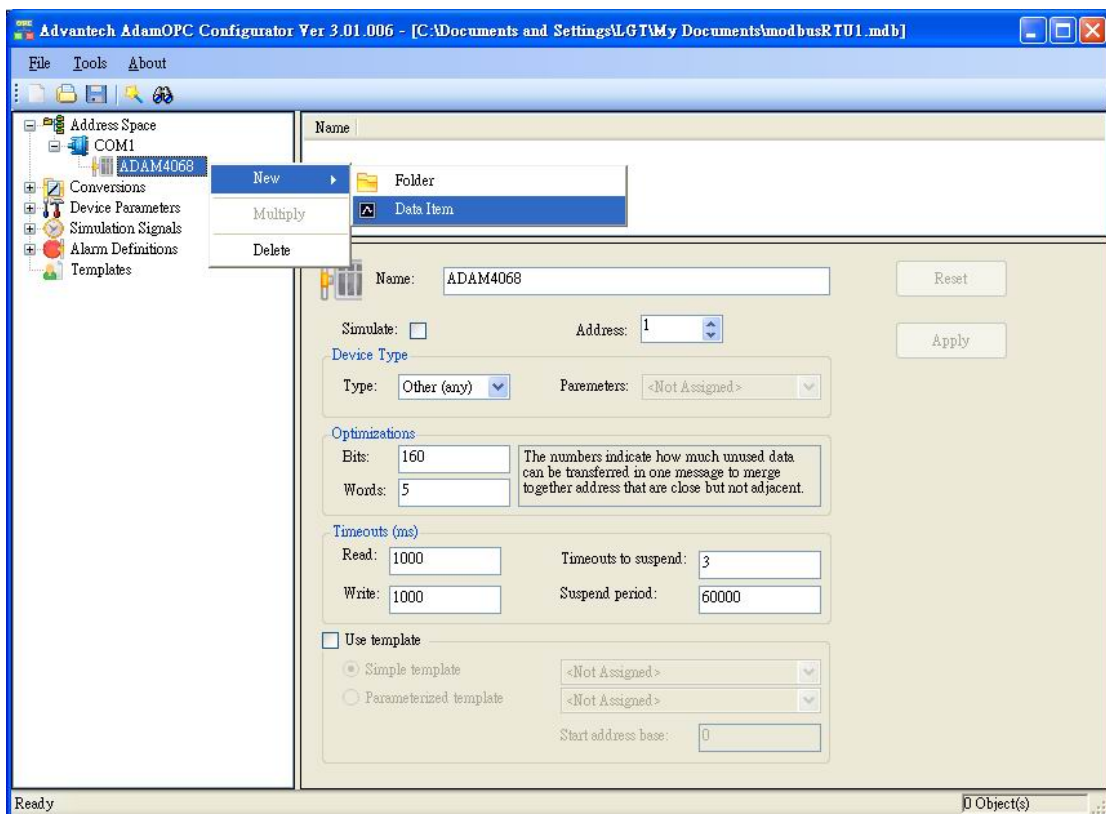 Advantech AdamOPC Configurator Ver 3.01.006 - [C:\Documents and Settings\LGT\My Documents\modbusRTU1.mdb]
File Tools About
Address Space
COM1
ADAM4068
Conversions
Device Parameters
Simulation Signals
Alarm Definitions
Templates
New
Multiply
Delete
Folder
Data Item
Name
Name: ADAM4068
Reset
Simulate: Address: 1
Apply
Device Type
Type: Other (any) Paremeters: <Not Assigned>
Optimizations
Bits: 160
Words: 5
The numbers indicate how much unused data
can be transferred in one message to merge
together address that are close but not adjacent.
Timeouts (ms)
Read: 1000 Timeouts to suspend: 3
Write: 1000 Suspend period: 60000
Use template
Simple template <Not Assigned>
Parameterized template <Not Assigned>
Start address base: 0
Ready 0 Object(s)